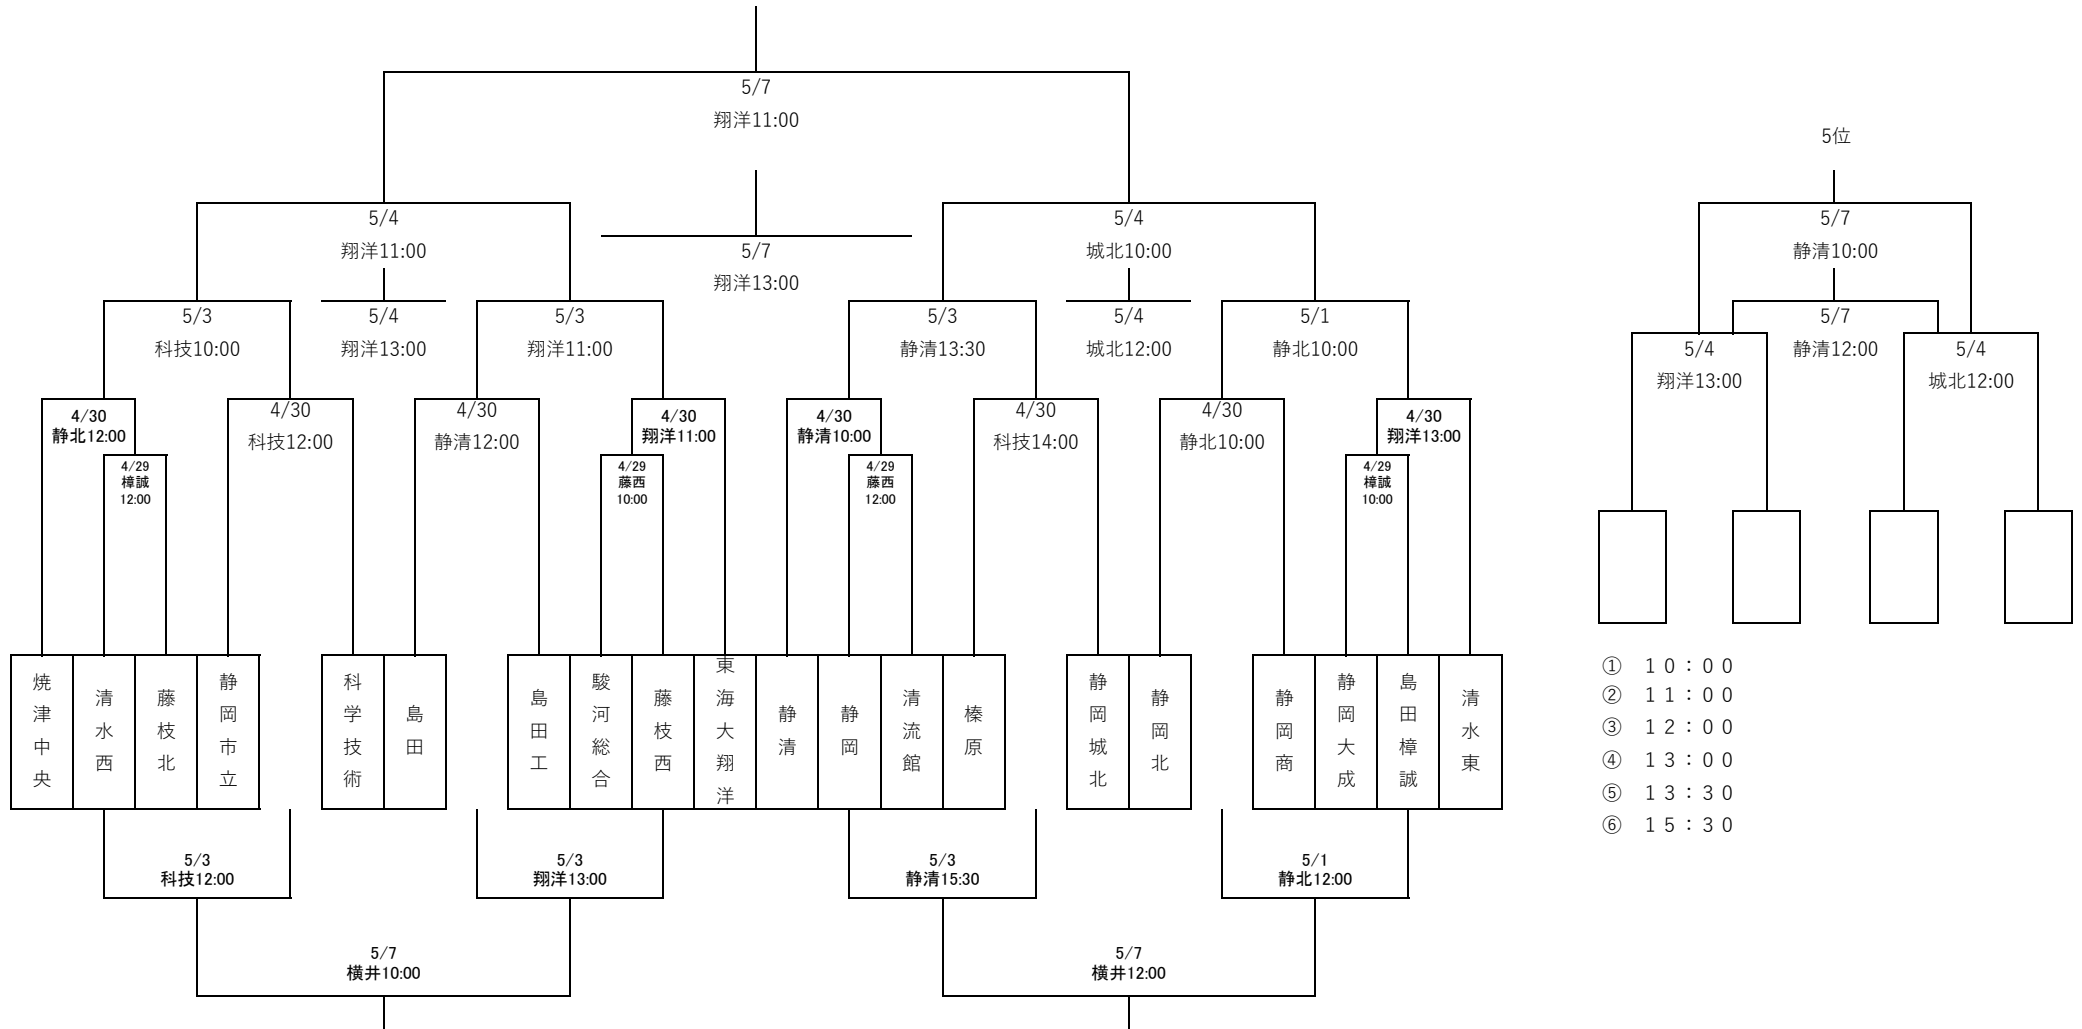 5/7
翔洋11:00
5位
5/4
翔洋11:00
5/7
翔洋13:00
5/4
城北10:00
5/7
静清10:00
5/3
科技10:00
5/4
翔洋13:00
5/3
翔洋11:00
5/3
静清13:30
5/4
城北12:00
5/1
静北10:00
5/7
静清12:00
5/4
翔洋13:00
5/4
城北12:00
4/30
静北12:00
4/30
科技12:00
4/30
静清12:00
4/30
翔洋11:00
4/30
静清10:00
4/30
科技14:00
4/30
静北10:00
4/30
翔洋13:00
4/29
樟誠
12:00
4/29
藤西
10:00
4/29
藤西
12:00
4/29
樟誠
10:00
焼津中央
清水西
藤枝北
静岡市立
科学技術
島田
島田工
駿河総合
藤枝西
東海大翔洋
静清
静岡
清流館
榛原
静岡城北
静岡北
静岡商
静岡大成
島田樟誠
清水東
① 10：00
② 11：00
③ 12：00
④ 13：00
⑤ 13：30
⑥ 15：30
5/3
科技12:00
5/3
翔洋13:00
5/3
静清15:30
5/1
静北12:00
5/7
横井10:00
5/7
横井12:00